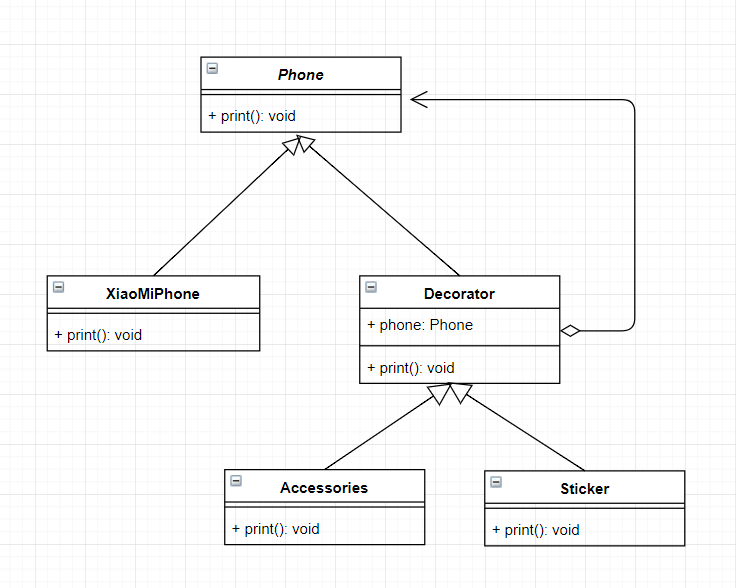 Phone
+ print(): void
XiaoMiPhone
+ print(): void
Decorator
+ phone: Phone
+ print(): void
Accessories
+ print(): void
Sticker
+ print(): void